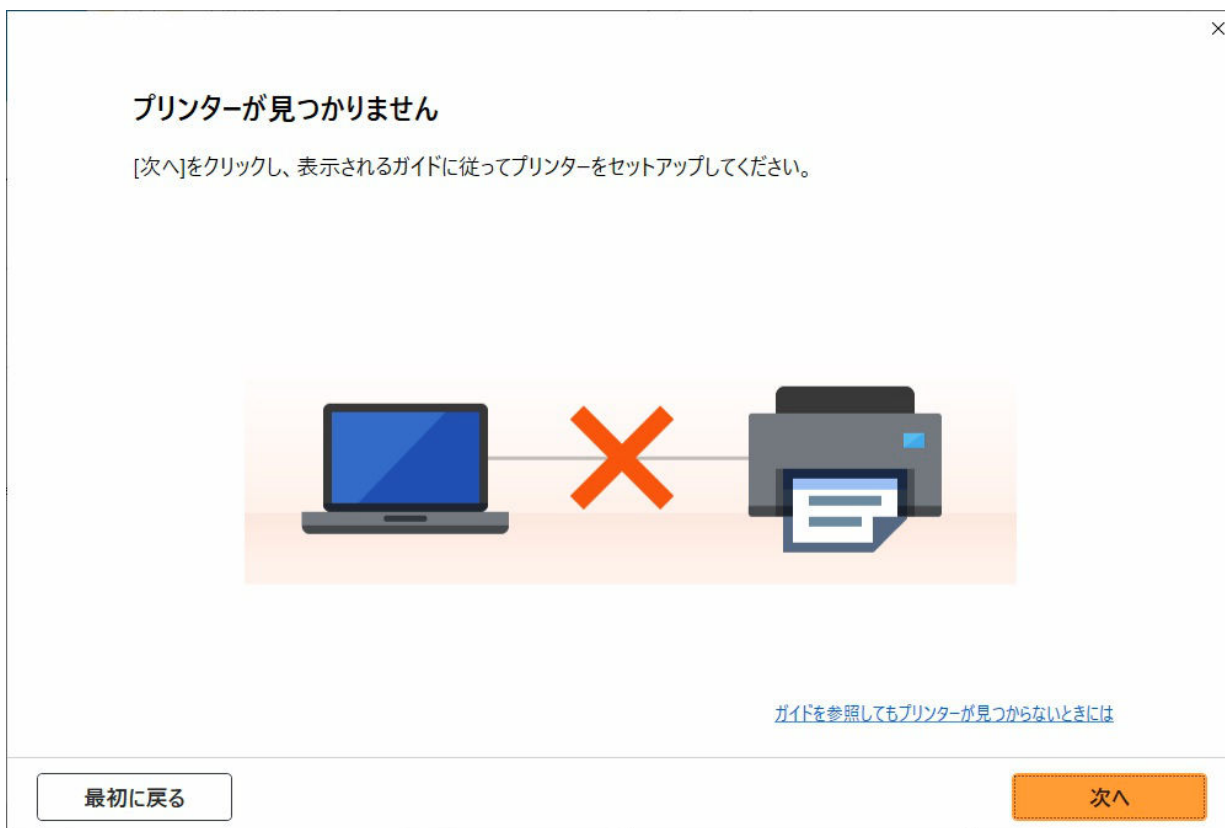 プリンターが見つかりません
[次へ]をクリックし、表示されるガイドに従ってプリンターをセットアップしてください。
ガイドを参照してもプリンターが見つからないときには
最初に戻る
次へ